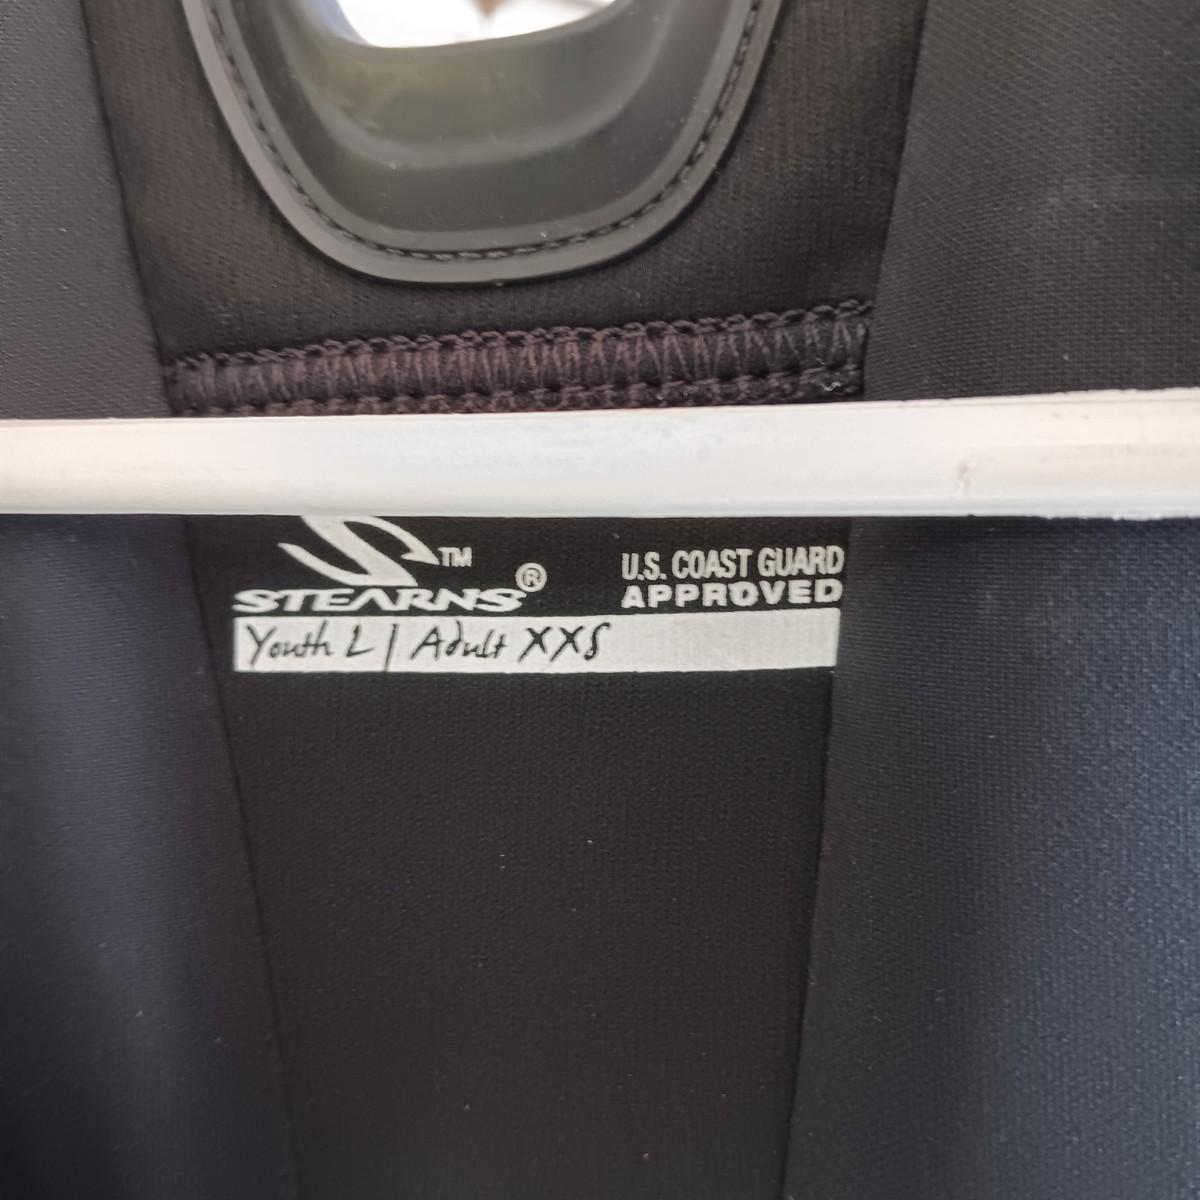 TM
STEARNS®
U.S. COAST GUARD
APPROVED
Youth L / Adult XXS